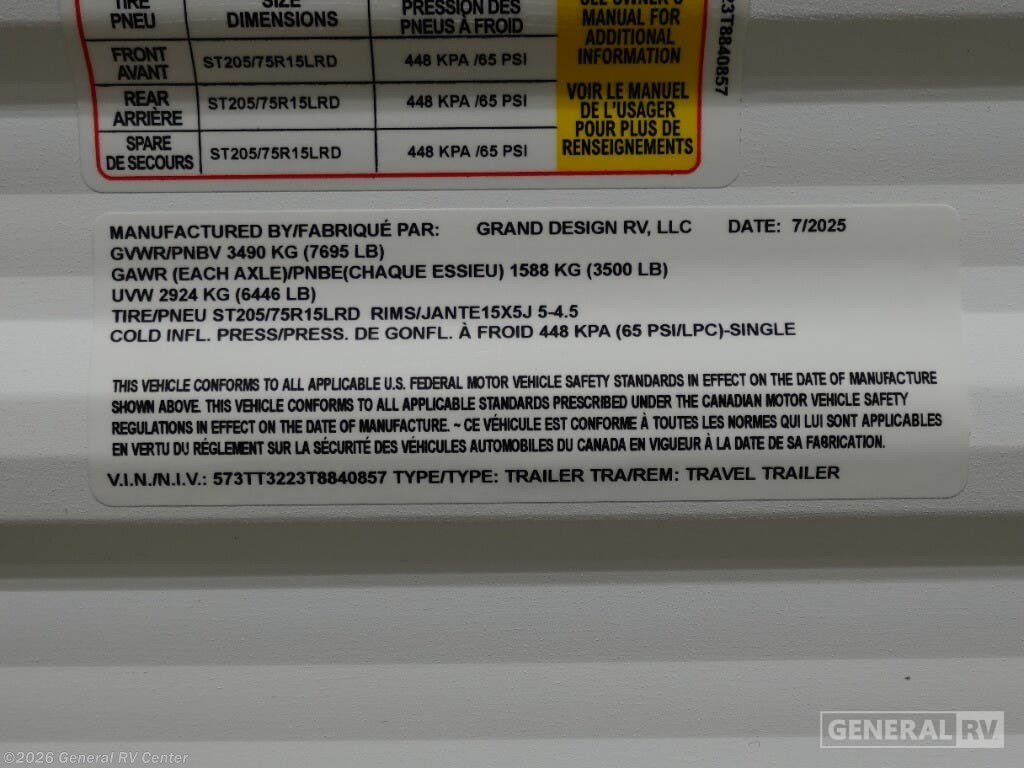 TIRE SIZE PRESSION DES SEE OWNER'S
PNEU DIMENSIONS PNEUS À FROID MANUAL FOR
ADDITIONAL
INFORMATION
FRONT
AVANT ST205/75R15LRD 448 KPA /65 PSI
REAR
ARRIÈRE ST205/75R15LRD 448 KPA /65 PSI
SPARE
DE SECOURS ST205/75R15LRD 448 KPA /65 PSI
VOIR LE MANUEL
DE L'USAGER
POUR PLUS DE
RENSEIGNEMENTS
23T8840857
MANUFACTURED BY/FABRIQUÉ PAR: GRAND DESIGN RV, LLC DATE: 7/2025
GVWR/PNBV 3490 KG (7695 LB)
GAWR (EACH AXLE)/PNBE(CHAQUE ESSIEU) 1588 KG (3500 LB)
UVW 2924 KG (6446 LB)
TIRE/PNEU ST205/75R15LRD RIMS/JANTE15X5J 5-4.5
COLD INFL. PRESS/PRESS. DE GONFL. À FROID 448 KPA (65 PSI/LPC)-SINGLE
THIS VEHICLE CONFORMS TO ALL APPLICABLE U.S. FEDERAL MOTOR VEHICLE SAFETY STANDARDS IN EFFECT ON THE DATE OF MANUFACTURE
SHOWN ABOVE. THIS VEHICLE CONFORMS TO ALL APPLICABLE STANDARDS PRESCRIBED UNDER THE CANADIAN MOTOR VEHICLE SAFETY
REGULATIONS IN EFFECT ON THE DATE OF MANUFACTURE. ~ CE VÉHICULE EST CONFORME À TOUTES LES NORMES QUI LUI SONT APPLICABLES
EN VERTU DU RÉGLEMENT SUR LA SÉCURITÉ DES VÉHICULES AUTOMOBILES DU CANADA EN VIGUEUR À LA DATE DE SA FABRICATION.
V.I.N./N.I.V.: 573TT3223T8840857 TYPE/TYPE: TRAILER TRA/REM: TRAVEL TRAILER
GENERAL RV
©2026 General RV Center